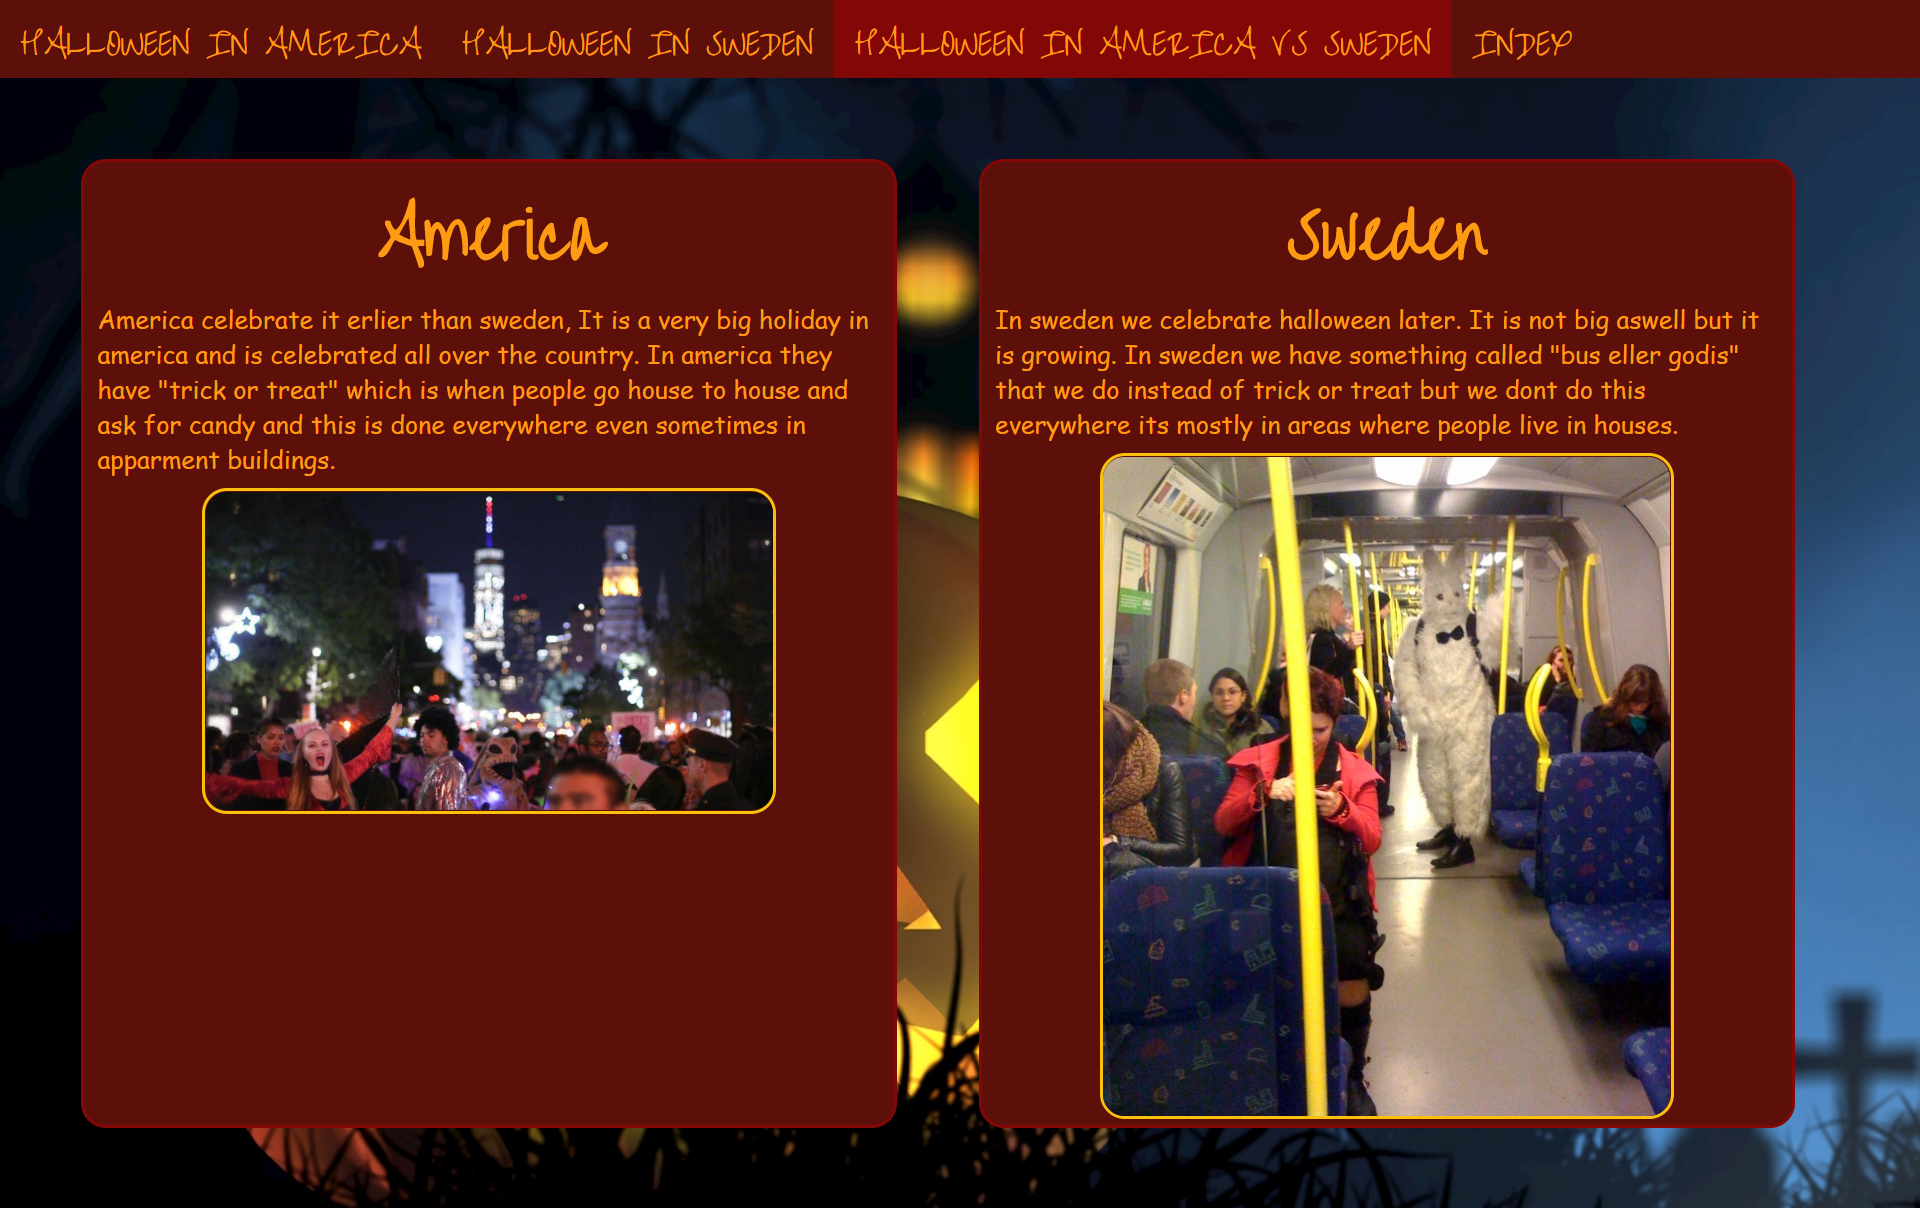 HALLOWEEN IN AMERICA
HALLOWEEN IN SWEDEN
HALLOWEEN IN AMERICA VS SWEDEN
INDEX
America
America celebrate it erlier than sweden, It is a very big holiday in
america and is celebrated all over the country. In america they
have "trick or treat" which is when people go house to house and
ask for candy and this is done everywhere even sometimes in
apparment buildings.
Sweden
In sweden we celebrate halloween later. It is not big aswell but it
is growing. In sweden we have something called "bus eller godis"
that we do instead of trick or treat but we dont do this
everywhere its mostly in areas where people live in houses.